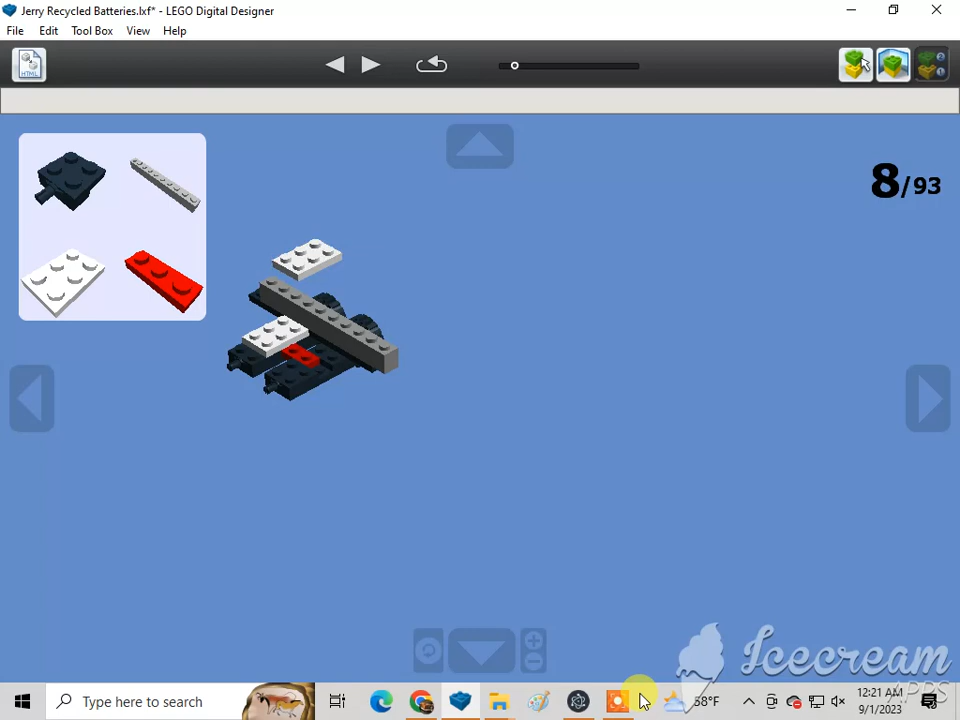 Jerry Recycled Batteries.lxf* - LEGO Digital Designer
File Edit Tool Box View Help
HTML
8/93
Icecream
APPS
Type here to search
58°F
12:21 AM
9/1/2023